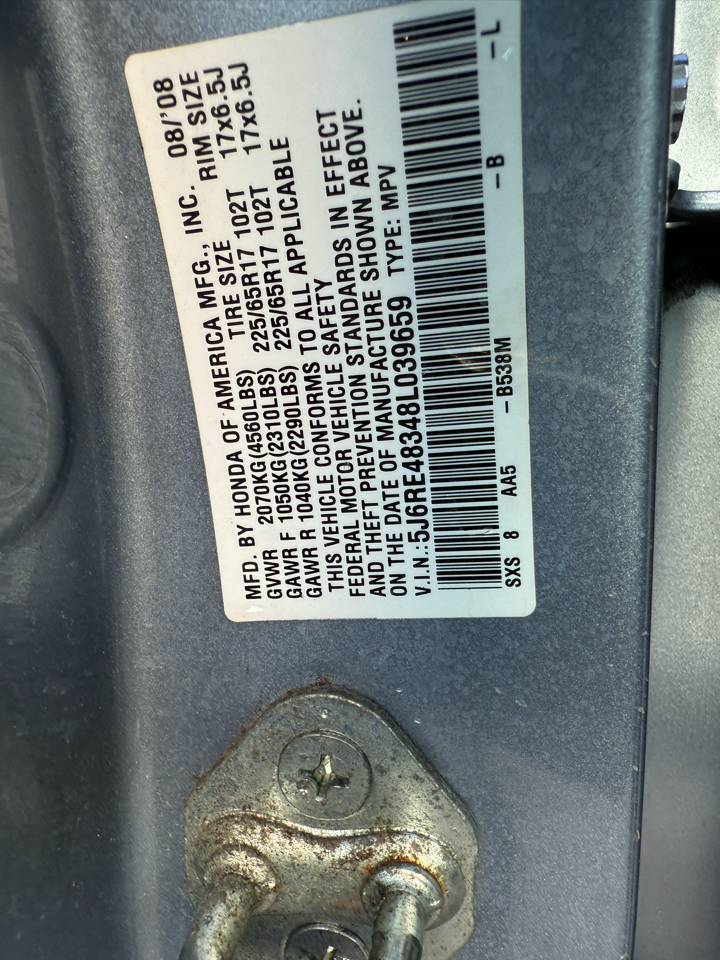 MFD. BY HONDA OF AMERICA MFG., INC. 08/'08
TIRE SIZE RIM SIZE
GVWR 2070KG(4560LBS)
GAWR F 1050KG(2310LBS) 225/65R17 102T 17x6.5J
GAWR R 1040KG(2290LBS) 225/65R17 102T 17x6.5J
THIS VEHICLE CONFORMS TO ALL APPLICABLE
FEDERAL MOTOR VEHICLE SAFETY
AND THEFT PREVENTION STANDARDS IN EFFECT
ON THE DATE OF MANUFACTURE SHOWN ABOVE.
V.I.N.:5J6RE48348L039659 TYPE: MPV
SXS 8 AA5 –B538M –B –L